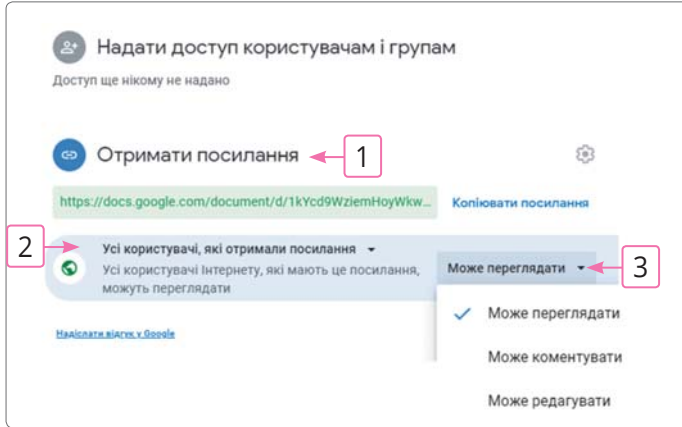 Надати доступ користувачам і групам
Доступ ще нікому не надано
Отримати посилання
1
https://docs.google.com/document/d/1kYcd9WziemHoyWkw...
Копіювати посилання
2
Усі користувачі, які отримали посилання
Усі користувачі Інтернету, які мають це посилання,
можуть переглядати
Може переглядати
3
Надіслати відгук у Google
Може переглядати
Може коментувати
Може редагувати